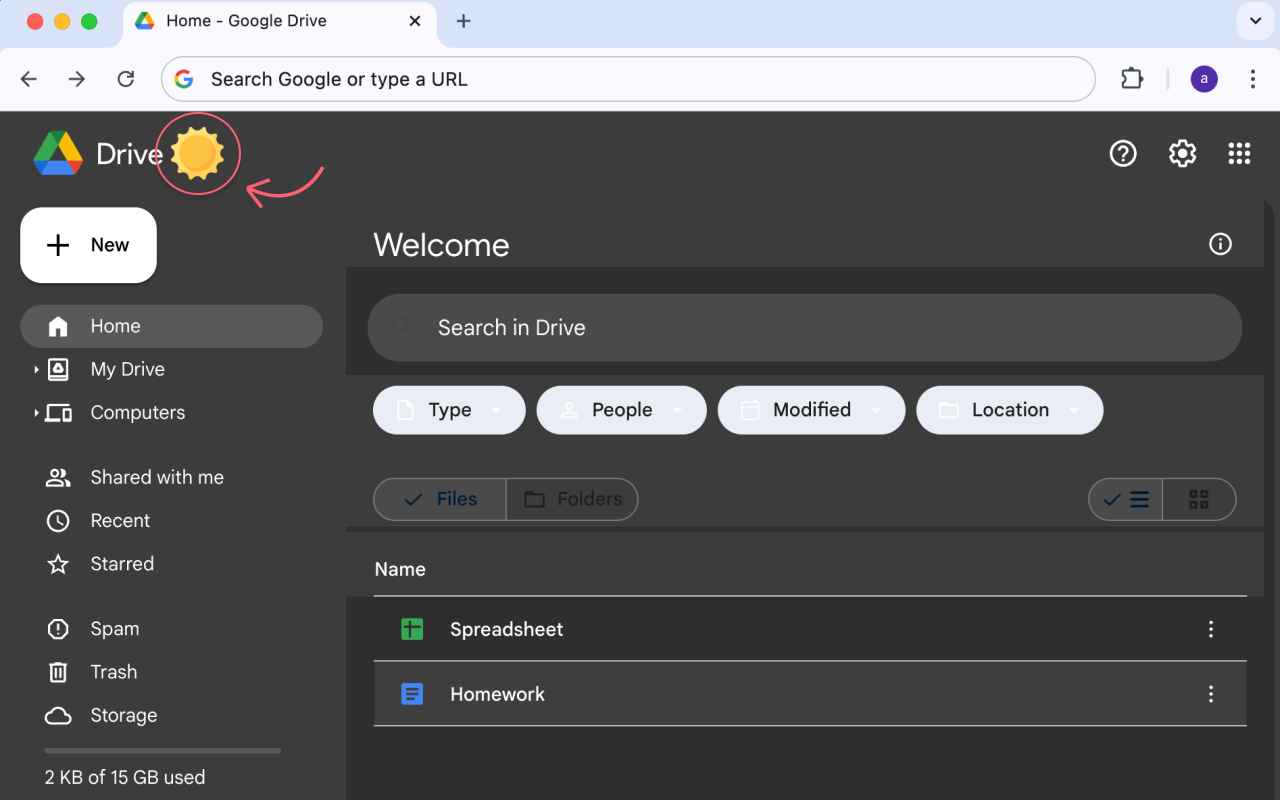 Home - Google Drive
Search Google or type a URL
a
Drive
New
Welcome
Home
Search in Drive
My Drive
Computers
Type
People
Modified
Location
Shared with me
Files
Folders
Recent
Starred
Name
Spam
Spreadsheet
Trash
Homework
Storage
2 KB of 15 GB used